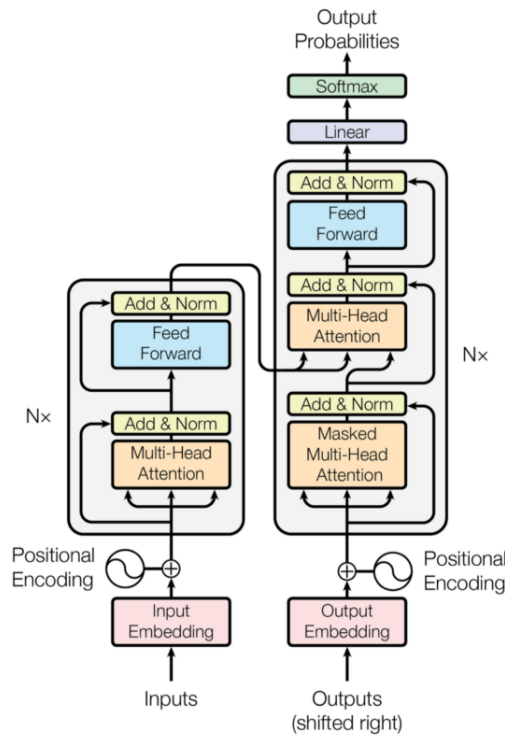 Output
Probabilities
Softmax
Linear
Add & Norm
Feed
Forward
Add & Norm
Multi-Head
Attention
Add & Norm
Masked
Multi-Head
Attention
N×
Add & Norm
Feed
Forward
Add & Norm
Multi-Head
Attention
N×
Positional
Encoding
Positional
Encoding
Input
Embedding
Output
Embedding
Inputs
Outputs
(shifted right)